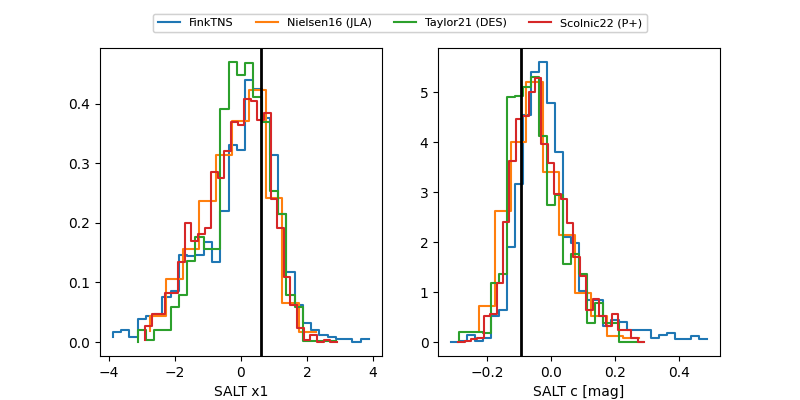 FinkTNS Nielsen16 (JLA) Taylor21 (DES) Scolnic22 (P+)
0.4
0.3
0.2
0.1
0.0
−4 −2 0 2 4
SALT x1
5
4
3
2
1
0
−0.2 0.0 0.2 0.4
SALT c [mag]